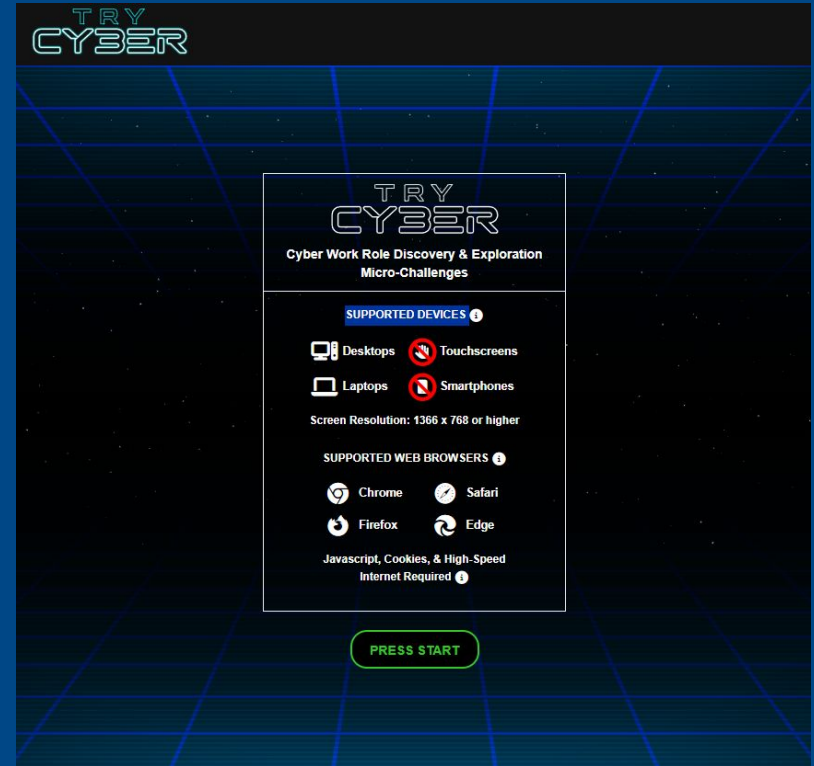 TRY
CYBER
TRY
CYBER
Cyber Work Role Discovery & Exploration
Micro-Challenges
SUPPORTED DEVICES
Desktops Touchscreens
Laptops Smartphones
Screen Resolution: 1366 x 768 or higher
SUPPORTED WEB BROWSERS
Chrome Safari
Firefox Edge
Javascript, Cookies, & High-Speed
Internet Required
PRESS START